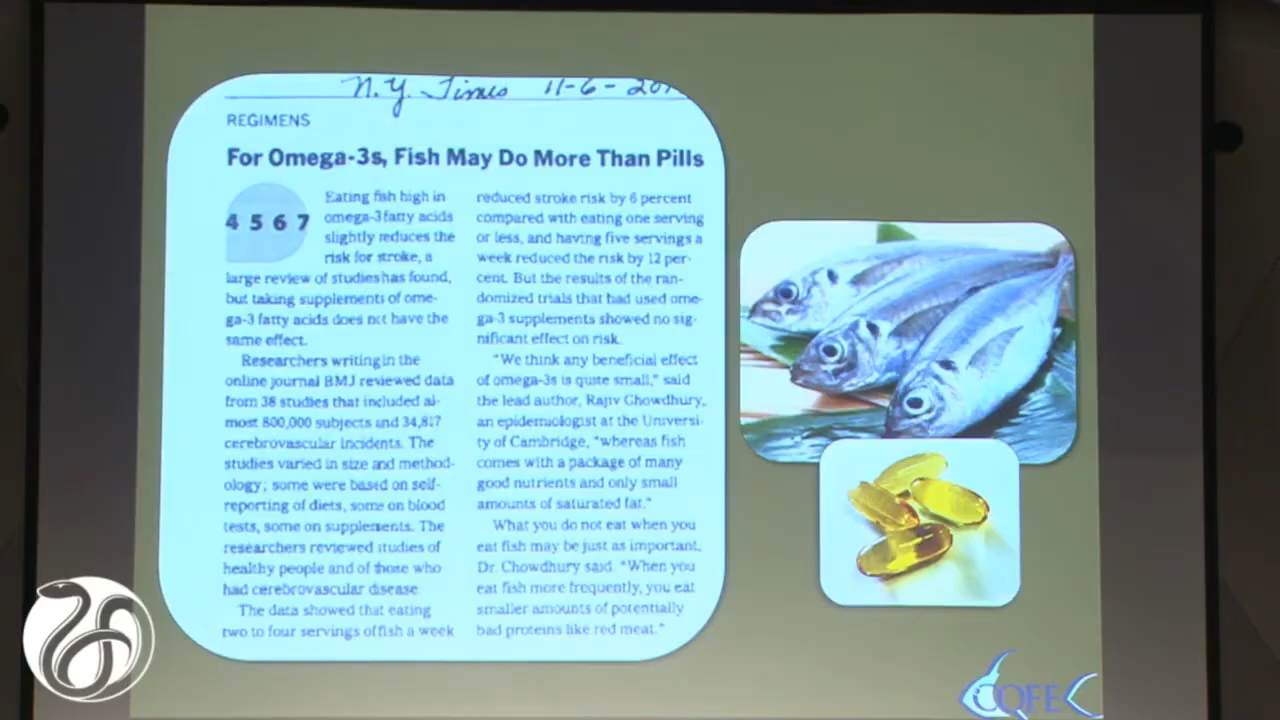 N.Y. Times 11-6-20
REGIMENS
For Omega-3s, Fish May Do More Than Pills
4 5 6 7
Eating fish high in
omega-3 fatty acids
slightly reduces the
risk for stroke, a
large review of studies has found,
but taking supplements of ome-
ga-3 fatty acids does not have the
same effect.
Researchers writing in the
online journal BMJ reviewed data
from 38 studies that included al-
most 800,000 subjects and 34,817
cerebrovascular incidents. The
studies varied in size and method-
ology; some were based on self-
reporting of diets, some on blood
tests, some on supplements. The
researchers reviewed studies of
healthy people and of those who
had cerebrovascular disease.
The data showed that eating
two to four servings of fish a week
reduced stroke risk by 6 percent
compared with eating one serving
or less, and having five servings a
week reduced the risk by 12 per-
cent. But the results of the ran-
domized trials that had used ome-
ga-3 supplements showed no sig-
nificant effect on risk.
"We think any beneficial effect
of omega-3s is quite small," said
the lead author, Rajiv Chowdhury,
an epidemiologist at the Universi-
ty of Cambridge, "whereas fish
comes with a package of many
good nutrients and only small
amounts of saturated fat."
What you do not eat when you
eat fish may be just as important,
Dr. Chowdhury said. "When you
eat fish more frequently, you eat
smaller amounts of potentially
bad proteins like red meat."